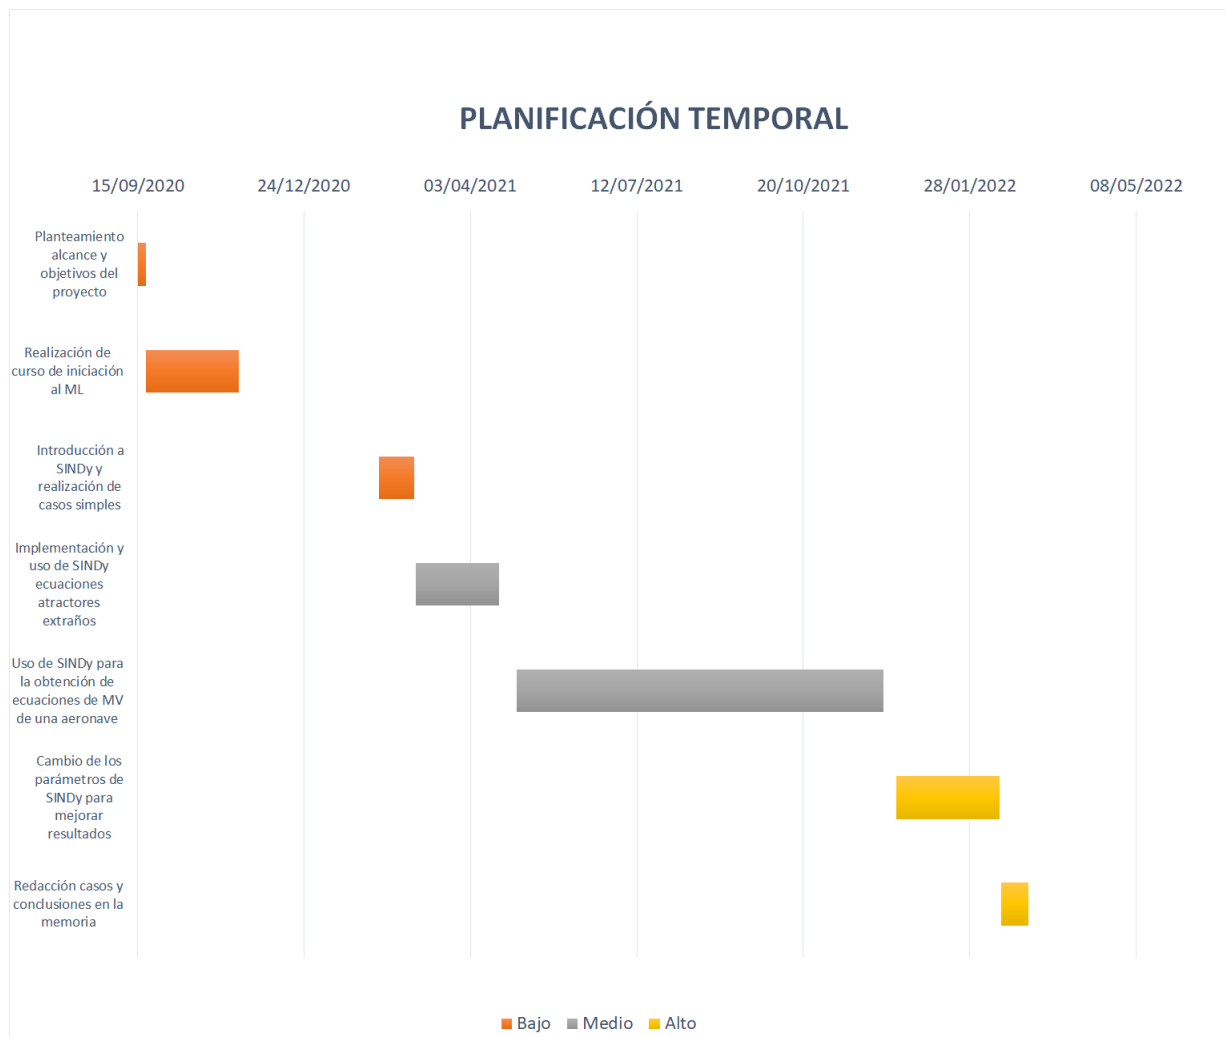 PLANIFICACIÓN TEMPORAL
15/09/2020 24/12/2020 03/04/2021 12/07/2021 20/10/2021 28/01/2022 08/05/2022
Planteamiento
alcance y
objetivos del
proyecto
Realización de
curso de iniciación
al ML
Introducción a
SINDy y
realización de
casos simples
Implementación y
uso de SINDy
ecuaciones
atractores
extraños
Uso de SINDy para
la obtención de
ecuaciones de MV
de una aeronave
Cambio de los
parámetros de
SINDy para
mejorar
resultados
Redacción casos y
conclusiones en la
memoria
Bajo Medio Alto